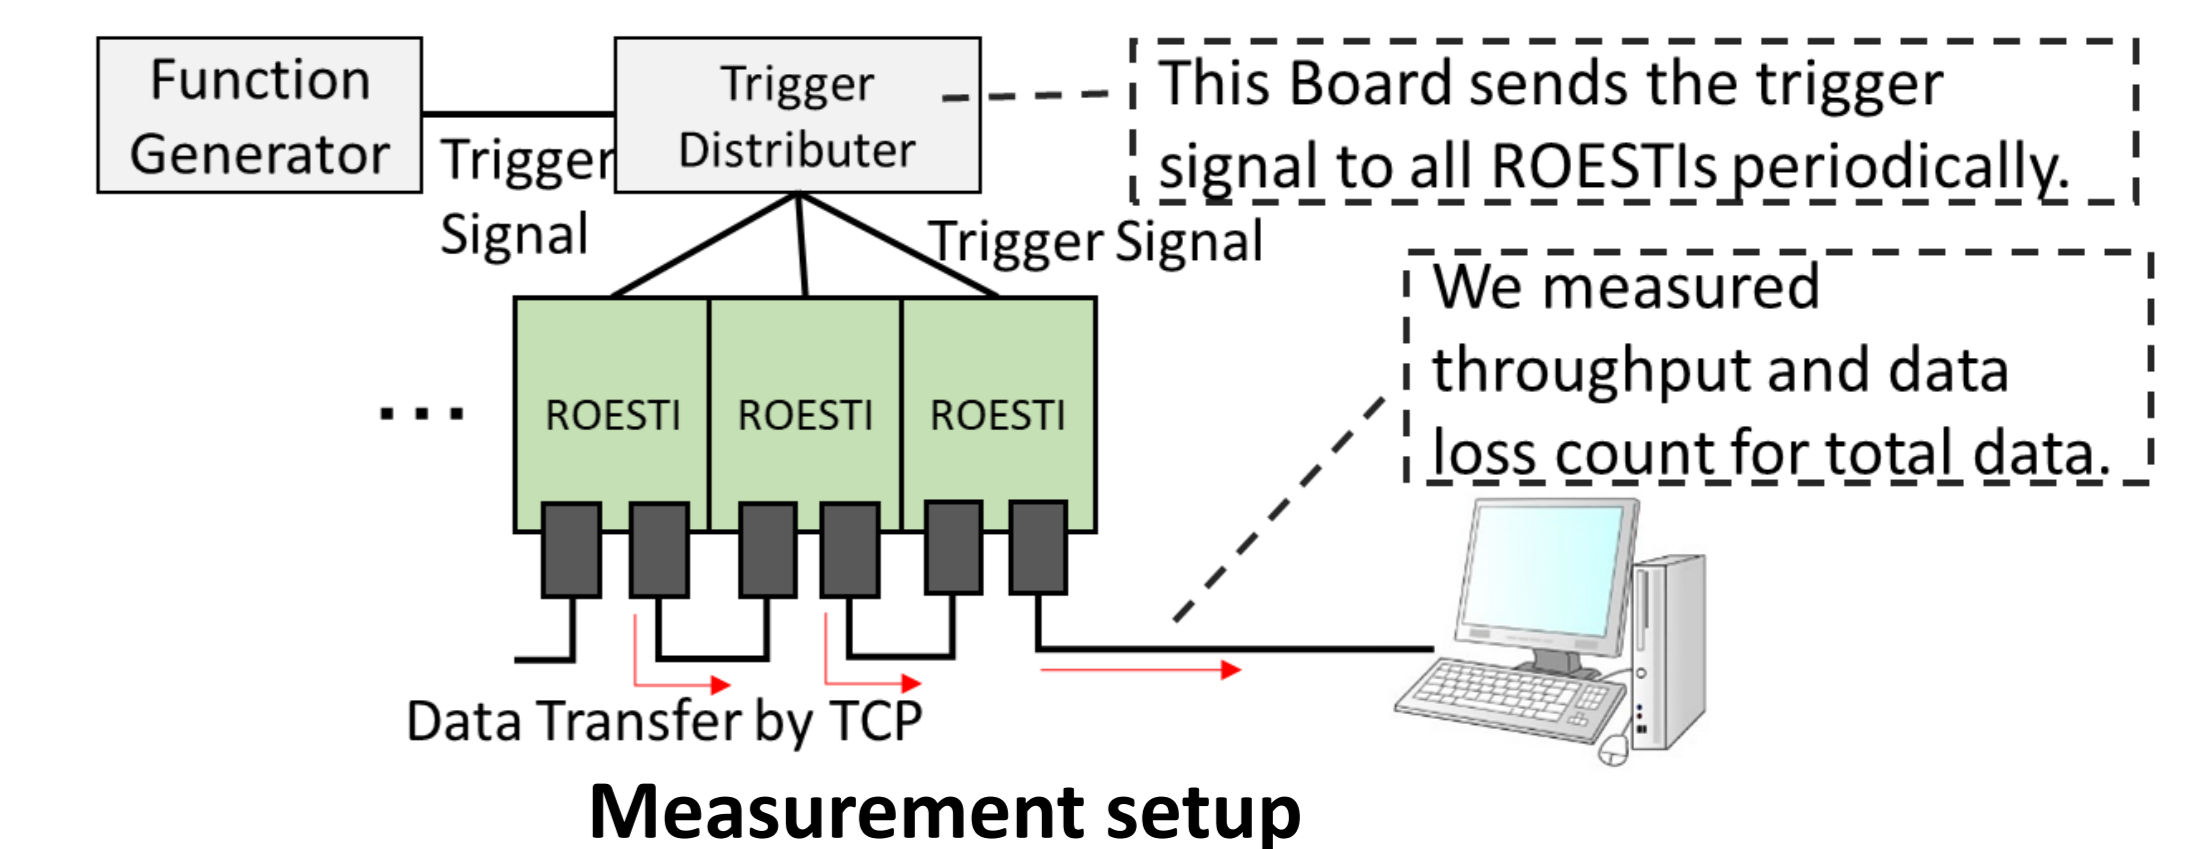 Function
Generator
Trigger
Signal
Trigger
Distributer
This Board sends the trigger
signal to all ROESTIs periodically.
Trigger Signal
We measured
throughput and data
loss count for total data.
...
ROESTI
ROESTI
ROESTI
Data Transfer by TCP
Measurement setup